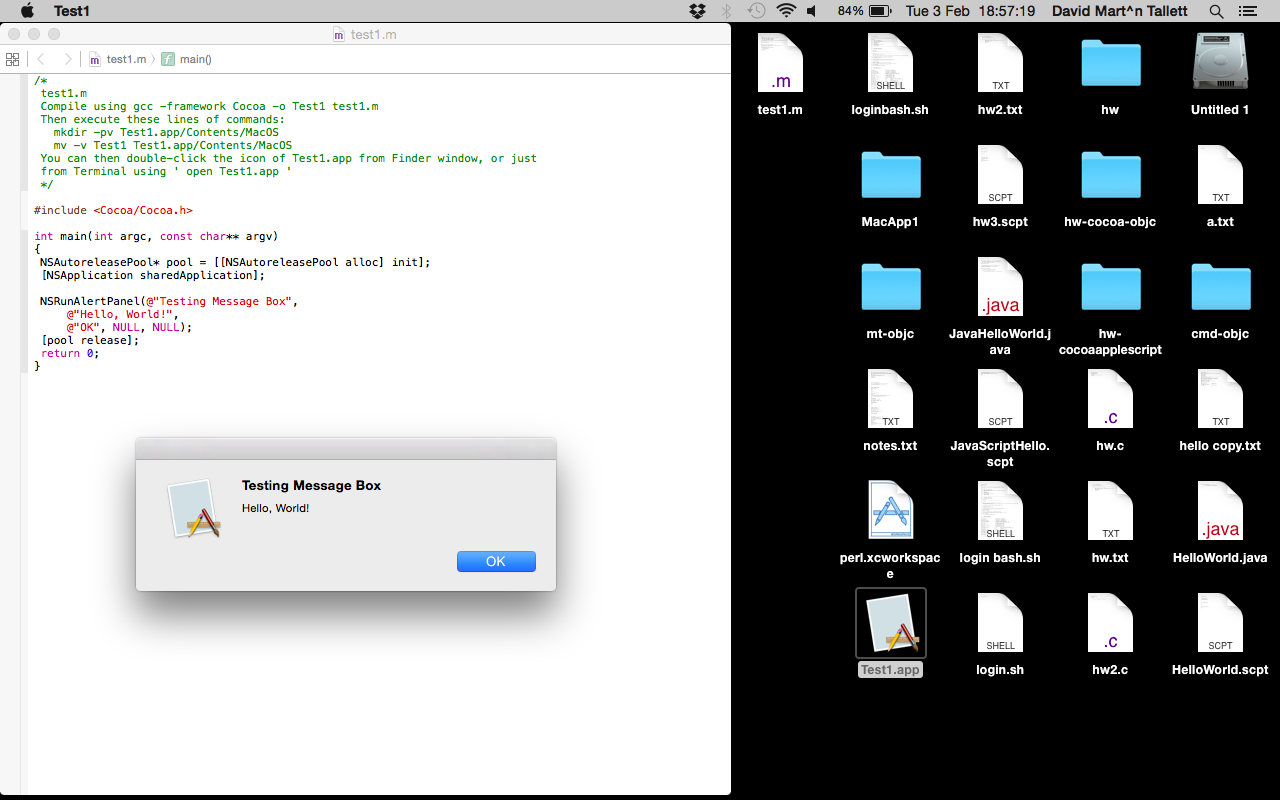 Test1
84%
Tue 3 Feb 18:57:19
David Mart^n Tallett
test1.m
test1.m
main()
/*
test1.m
Compile using gcc -framework Cocoa -o Test1 test1.m
Then execute these lines of commands:
mkdir -pv Test1.app/Contents/MacOS
mv -v Test1 Test1.app/Contents/MacOS
You can then double-click the icon of Test1.app from Finder window, or just
from Terminal using ' open Test1.app '
*/
#include <Cocoa/Cocoa.h>
int main(int argc, const char** argv)
{
NSAutoreleasePool* pool = [[NSAutoreleasePool alloc] init];
[NSApplication sharedApplication];
NSRunAlertPanel(@"Testing Message Box",
@"Hello, World!",
@"OK", NULL, NULL);
[pool release];
return 0;
}
Testing Message Box
Hello, World!
OK
.m
SHELL
TXT
test1.m
loginbash.sh
hw2.txt
hw
Untitled 1
SCPT
TXT
MacApp1
hw3.scpt
hw-cocoa-objc
a.txt
.java
mt-objc
JavaHelloWorld.j
ava
hw-
cocoaapplescript
cmd-objc
TXT
SCPT
.c
TXT
notes.txt
JavaScriptHello.
scpt
hw.c
hello copy.txt
SHELL
TXT
.java
perl.xcworkspac
e
login bash.sh
hw.txt
HelloWorld.java
SHELL
.c
SCPT
Test1.app
login.sh
hw2.c
HelloWorld.scpt